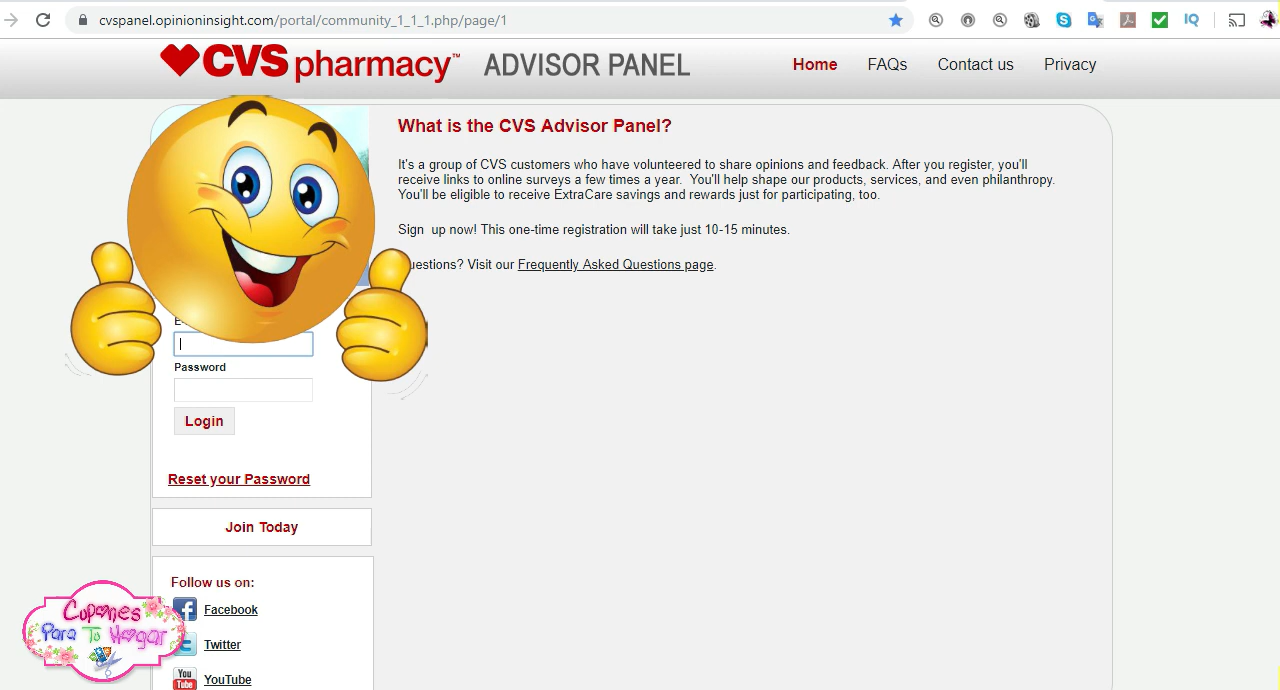 cvspanel.opinioninsight.com/portal/community_1_1_1.php/page/1
IQ
CVS pharmacy™ ADVISOR PANEL
Home FAQs Contact us Privacy
What is the CVS Advisor Panel?
It's a group of CVS customers who have volunteered to share opinions and feedback. After you register, you'll
receive links to online surveys a few times a year. You'll help shape our products, services, and even philanthropy.
You'll be eligible to receive ExtraCare savings and rewards just for participating, too.
Sign up now! This one-time registration will take just 10-15 minutes.
uestions? Visit our Frequently Asked Questions page.
Password
Login
Reset your Password
Join Today
Follow us on:
Facebook
Twitter
You Tube YouTube
Cupones
Para Tu Hogar